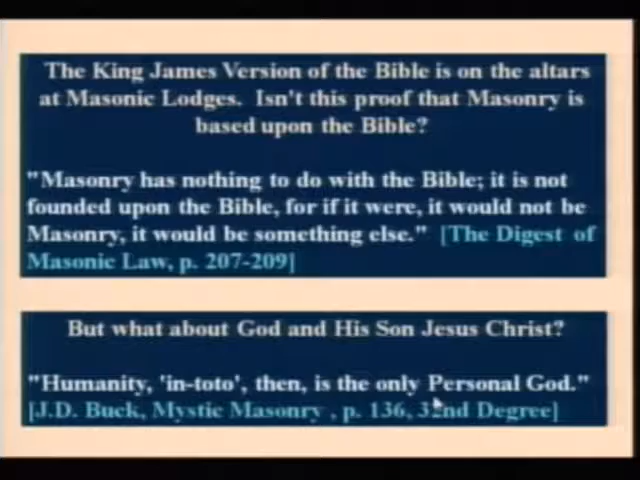 The King James Version of the Bible is on the altars
at Masonic Lodges. Isn't this proof that Masonry is
based upon the Bible?
"Masonry has nothing to do with the Bible; it is not
founded upon the Bible, for if it were, it would not be
Masonry, it would be something else." [The Digest of
Masonic Law, p. 207-209]
But what about God and His Son Jesus Christ?
"Humanity, 'in-toto', then, is the only Personal God."
[J.D. Buck, Mystic Masonry , p. 136, 32nd Degree]